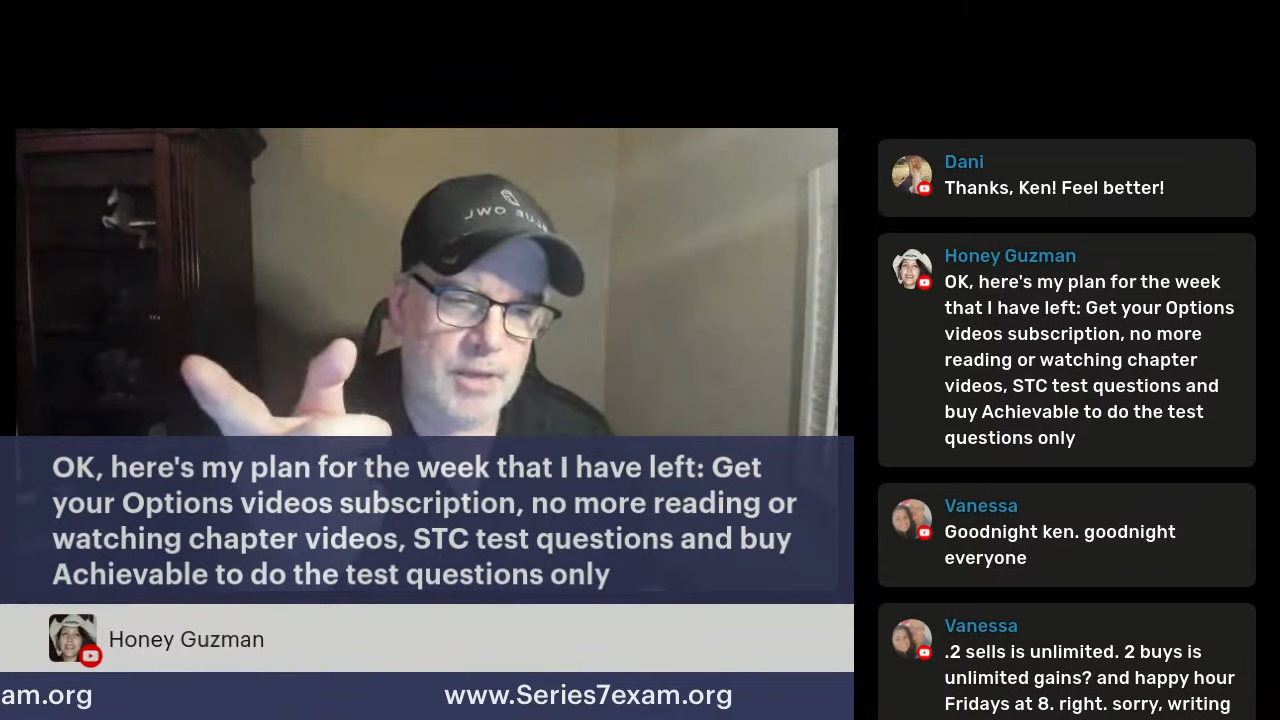 BLUE OWL
OK, here's my plan for the week that I have left: Get
your Options videos subscription, no more reading or
watching chapter videos, STC test questions and buy
Achievable to do the test questions only
Honey Guzman
am.org
www.Series7exam.org
Dani
Thanks, Ken! Feel better!
Honey Guzman
OK, here's my plan for the week
that I have left: Get your Options
videos subscription, no more
reading or watching chapter
videos, STC test questions and
buy Achievable to do the test
questions only
Vanessa
Goodnight ken. goodnight
everyone
Vanessa
.2 sells is unlimited. 2 buys is
unlimited gains? and happy hour
Fridays at 8. right. sorry, writing